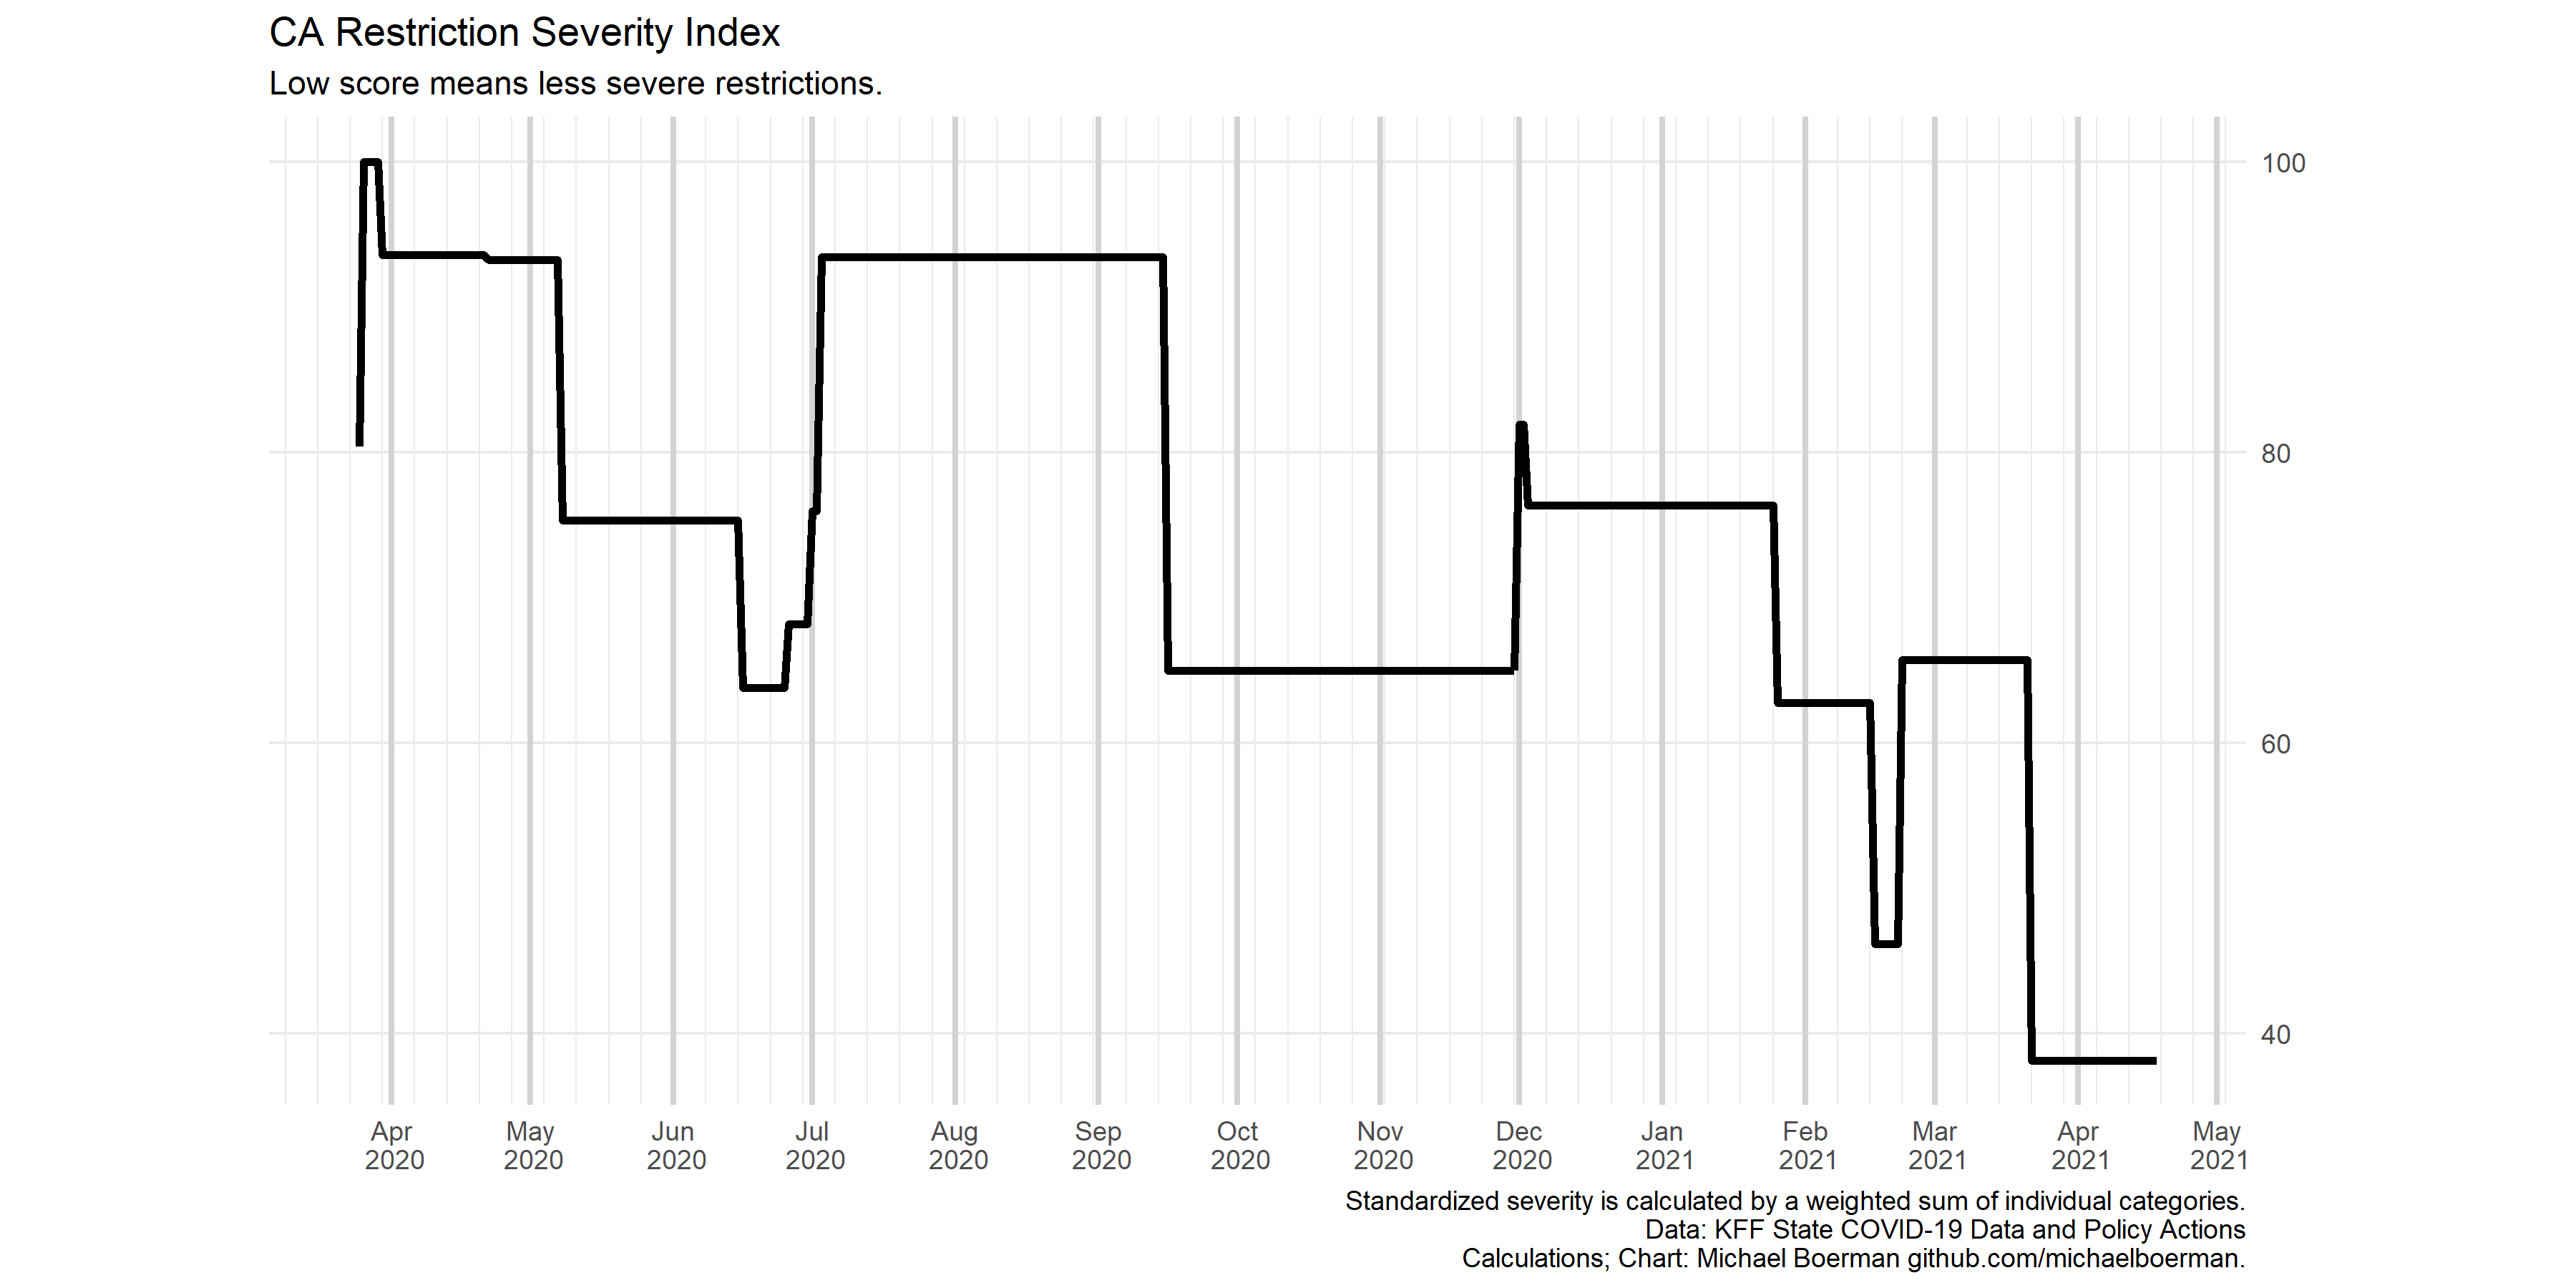 CA Restriction Severity Index
Low score means less severe restrictions.
100
80
60
40
Apr May Jun Jul Aug Sep Oct Nov Dec Jan Feb Mar Apr May
2020 2020 2020 2020 2020 2020 2020 2020 2020 2021 2021 2021 2021 2021
Standardized severity is calculated by a weighted sum of individual categories.
Data: KFF State COVID-19 Data and Policy Actions
Calculations; Chart: Michael Boerman github.com/michaelboerman.